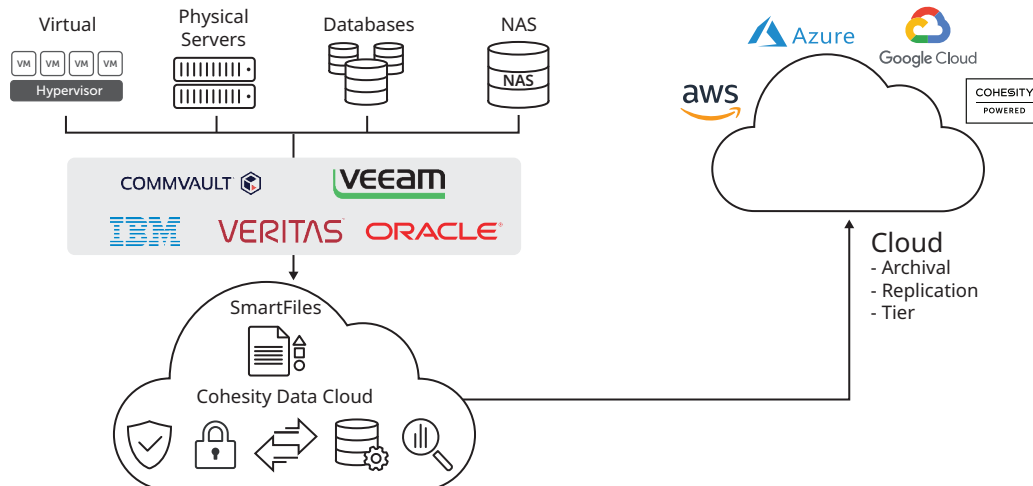 Virtual
Physical
Servers
Databases
NAS
VM VM VM VM
Hypervisor
NAS
Azure
Google Cloud
aws
COHESITY
POWERED
COMMVAULT
veeam
IBM
VERITAS
ORACLE
SmartFiles
Cohesity Data Cloud
Cloud
- Archival
- Replication
- Tier